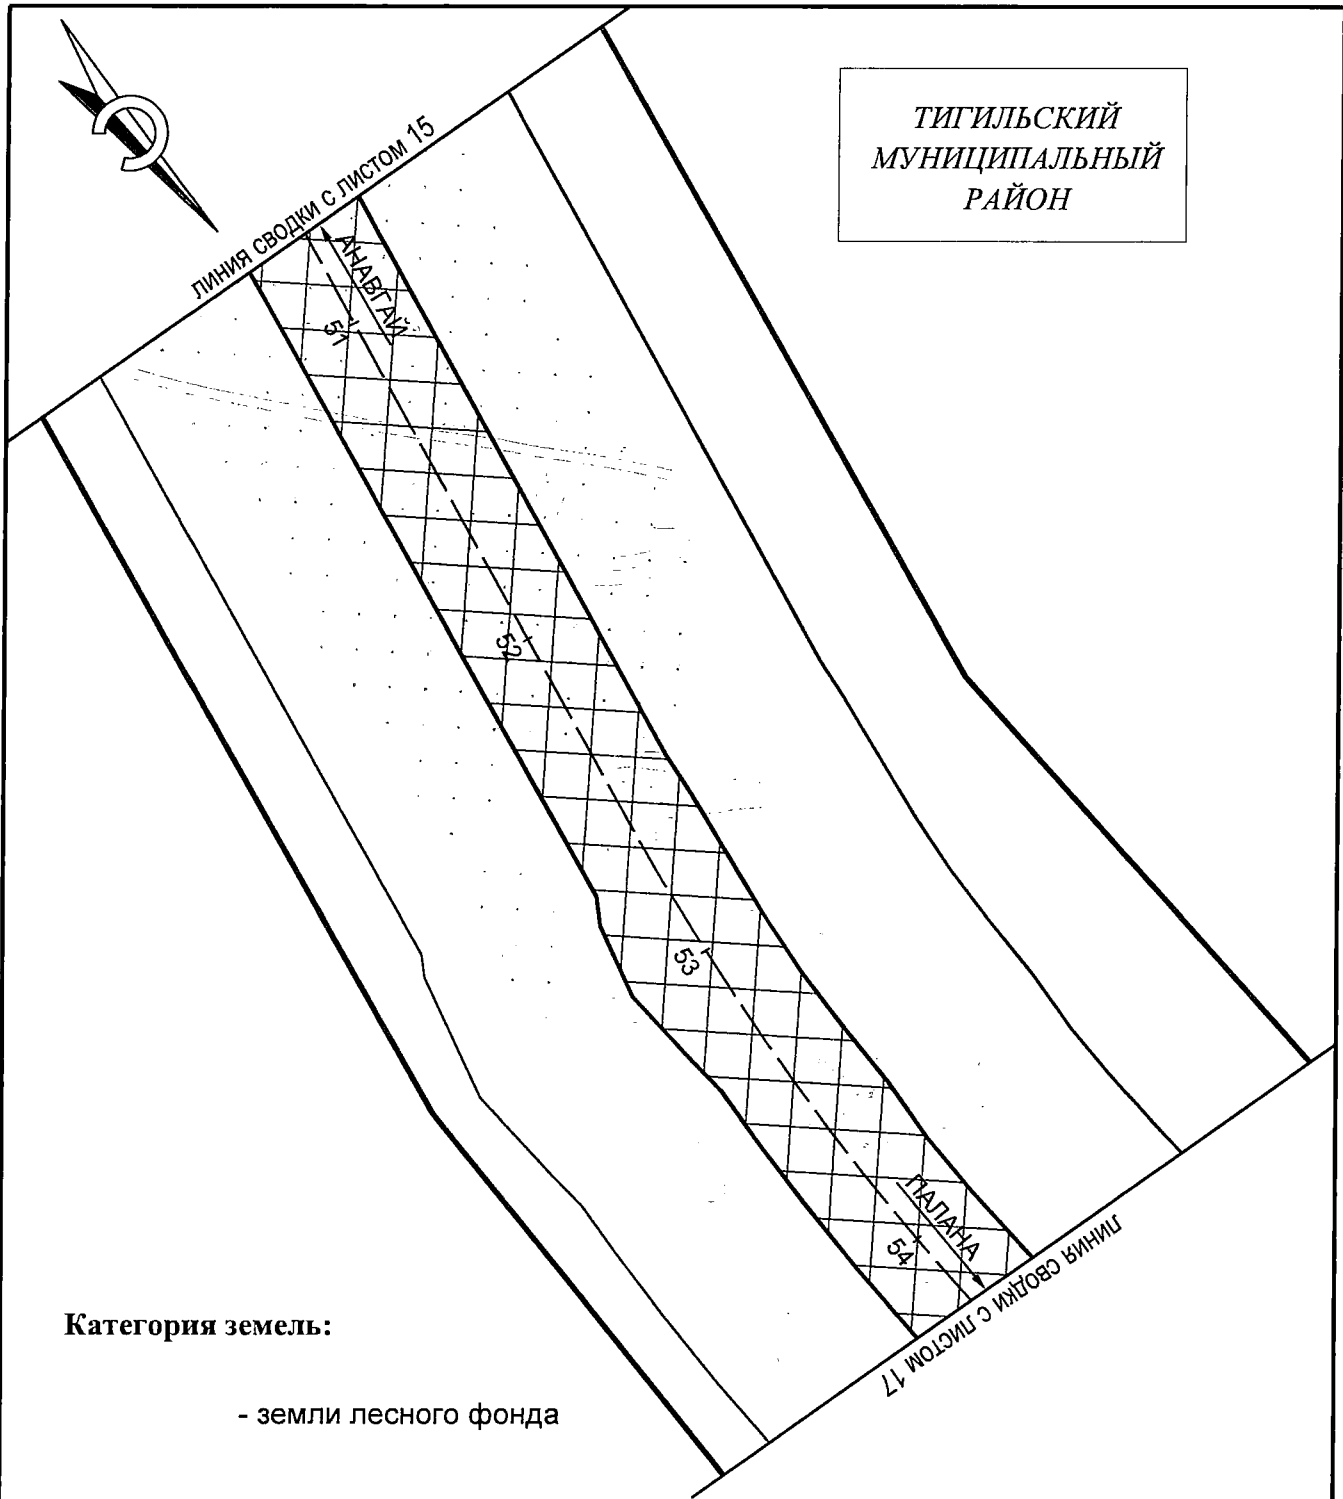 ТИГИЛЬСКИЙ
МУНИЦИПАЛЬНЫЙ
РАЙОН
С
ЛИНИЯ СВОДКИ С ЛИСТОМ 15
АНАВГАЙ
51
52
53
54
ПАЛАНА
ЛИНИЯ СВОДКИ С ЛИСТОМ 17
Категория земель:
- земли лесного фонда